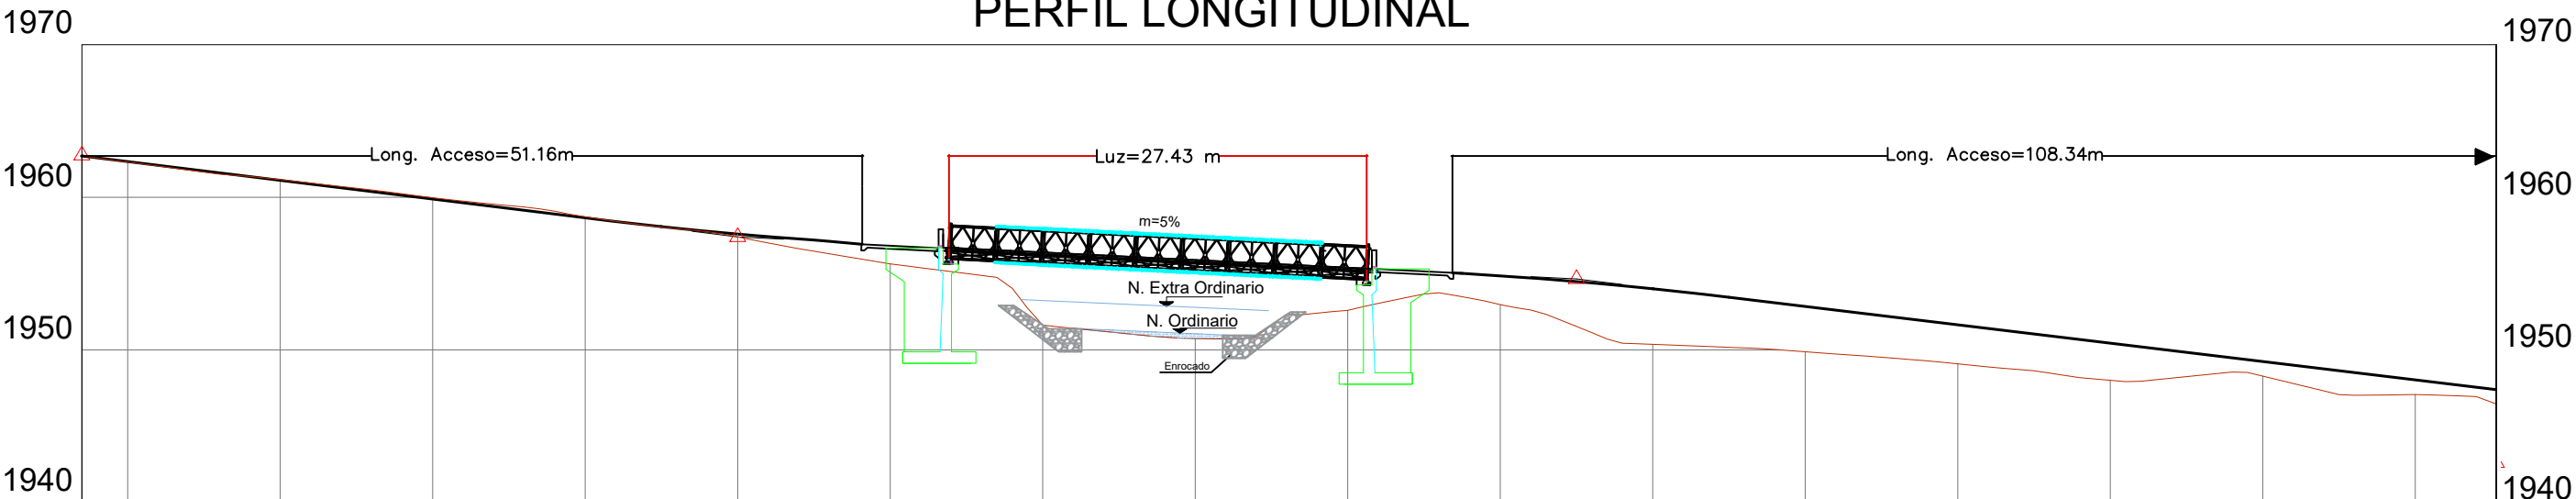 PERFIL LONGITUDINAL
1970
1970
Long. Acceso=51.16m
Luz=27.43 m
Long. Acceso=108.34m
1960
1960
m=5%
N. Extra Ordinario
N. Ordinario
1950
1950
Enrocado
1940
1940